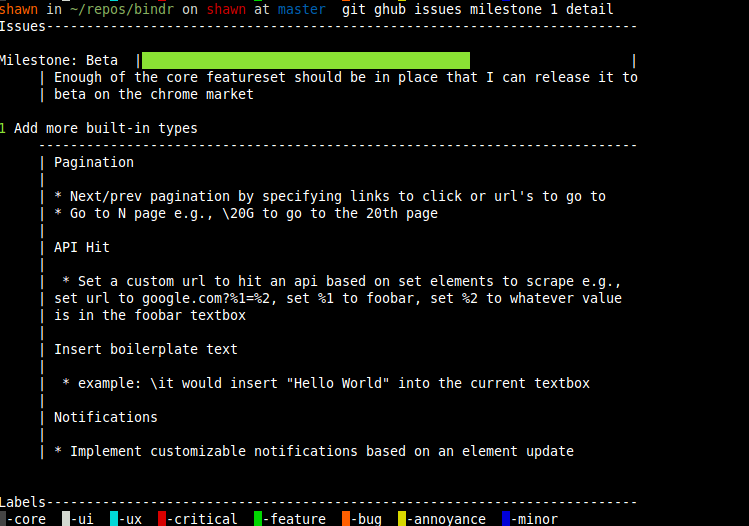 shawn in ~/repos/bindr on shawn at master  git ghub issues milestone 1 detail
Issues--------------------------------------------------------------------------
Milestone: Beta  |                                                             |
     | Enough of the core featureset should be in place that I can release it to
     | beta on the chrome market
1 Add more built-in types
     ---------------------------------------------------------------------------
     | Pagination
     |
     | * Next/prev pagination by specifying links to click or url's to go to
     | * Go to N page e.g., \20G to go to the 20th page
     |
     | API Hit
     |
     |  * Set a custom url to hit an api based on set elements to scrape e.g.,
     | set url to google.com?%1=%2, set %1 to foobar, set %2 to whatever value
     | is in the foobar textbox
     |
     | Insert boilerplate text
     |
     |  * example: \it would insert "Hello World" into the current textbox
     |
     | Notifications
     |
     | * Implement customizable notifications based on an element update
Labels--------------------------------------------------------------------------
-core  -ui  -ux  -critical  -feature  -bug  -annoyance  -minor